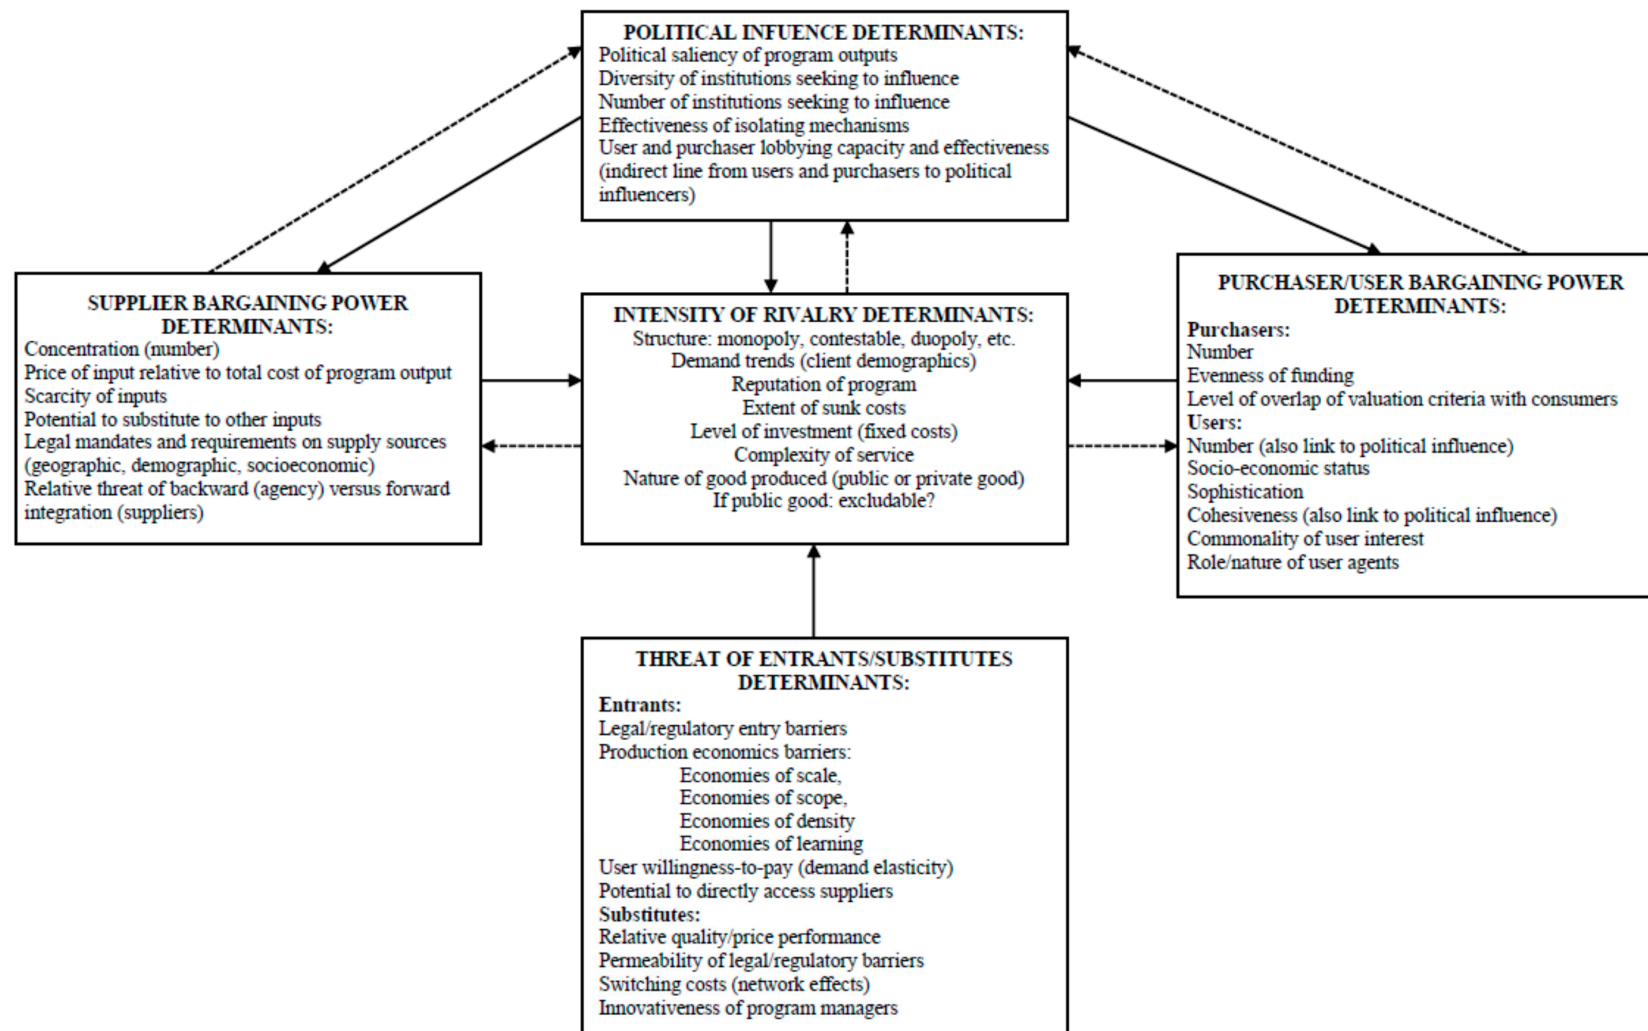 POLITICAL INFUENCE DETERMINANTS:
Political saliency of program outputs
Diversity of institutions seeking to influence
Number of institutions seeking to influence
Effectiveness of isolating mechanisms
User and purchaser lobbying capacity and effectiveness
(indirect line from users and purchasers to political
influencers)
SUPPLIER BARGAINING POWER
DETERMINANTS:
Concentration (number)
Price of input relative to total cost of program output
Scarcity of inputs
Potential to substitute to other inputs
Legal mandates and requirements on supply sources
(geographic, demographic, socioeconomic)
Relative threat of backward (agency) versus forward
integration (suppliers)
INTENSITY OF RIVALRY DETERMINANTS:
Structure: monopoly, contestable, duopoly, etc.
Demand trends (client demographics)
Reputation of program
Extent of sunk costs
Level of investment (fixed costs)
Complexity of service
Nature of good produced (public or private good)
If public good: excludable?
PURCHASER/USER BARGAINING POWER
DETERMINANTS:
Purchasers:
Number
Evenness of funding
Level of overlap of valuation criteria with consumers
Users:
Number (also link to political influence)
Socio-economic status
Sophistication
Cohesiveness (also link to political influence)
Commonality of user interest
Role/nature of user agents
THREAT OF ENTRANTS/SUBSTITUTES
DETERMINANTS:
Entrants:
Legal/regulatory entry barriers
Production economics barriers:
Economies of scale,
Economies of scope,
Economies of density
Economies of learning
User willingness-to-pay (demand elasticity)
Potential to directly access suppliers
Substitutes:
Relative quality/price performance
Permeability of legal/regulatory barriers
Switching costs (network effects)
Innovativeness of program managers